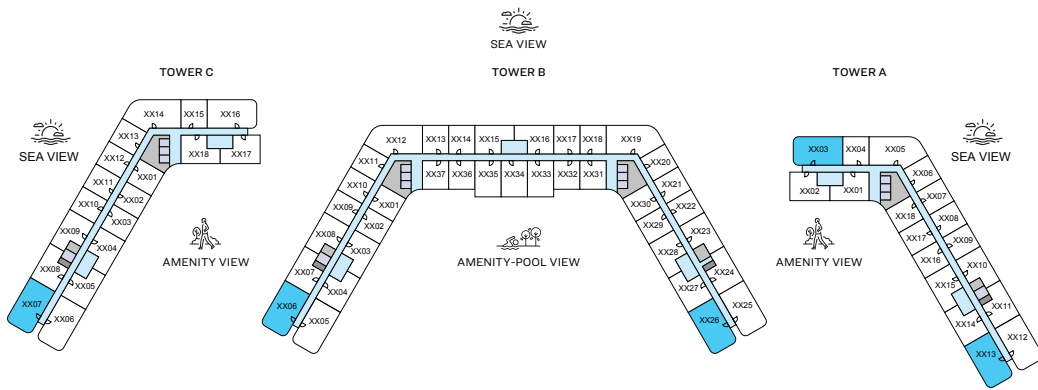 SEA VIEW
TOWER C
TOWER B
TOWER A
SEA VIEW
XX14
XX15
XX16
XX13
XX12
XX11
XX10
XX09
XX08
XX07
XX18
XX17
XX01
XX02
XX03
XX04
XX05
XX06
AMENITY VIEW
XX12
XX13
XX14
XX15
XX16
XX17
XX18
XX19
XX11
XX10
XX09
XX08
XX07
XX06
XX37
XX36
XX35
XX34
XX33
XX32
XX31
XX01
XX02
XX03
XX04
XX05
XX20
XX21
XX22
XX23
XX24
XX25
XX30
XX29
XX28
XX27
XX26
AMENITY-POOL VIEW
XX03
XX04
XX05
XX02
XX01
XX06
XX07
XX08
XX09
XX10
XX11
XX12
XX18
XX17
XX16
XX15
XX14
XX13
AMENITY VIEW
SEA VIEW